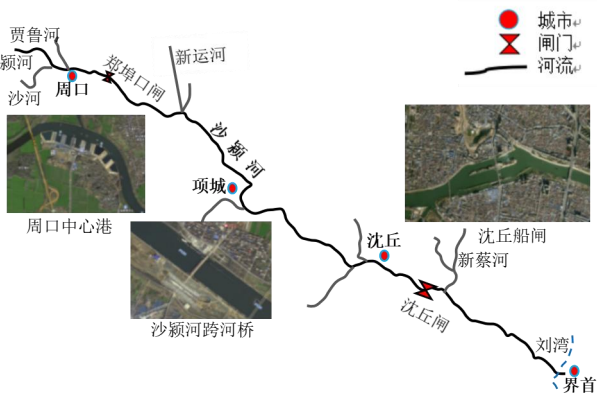 城市
闸门
河流
贾鲁河
颍河
沙河
周口
郑埠口闸
新运河
沙颍河
项城
周口中心港
沙颍河跨河桥
沈丘
沈丘船闸
新蔡河
沈丘闸
刘湾
界首